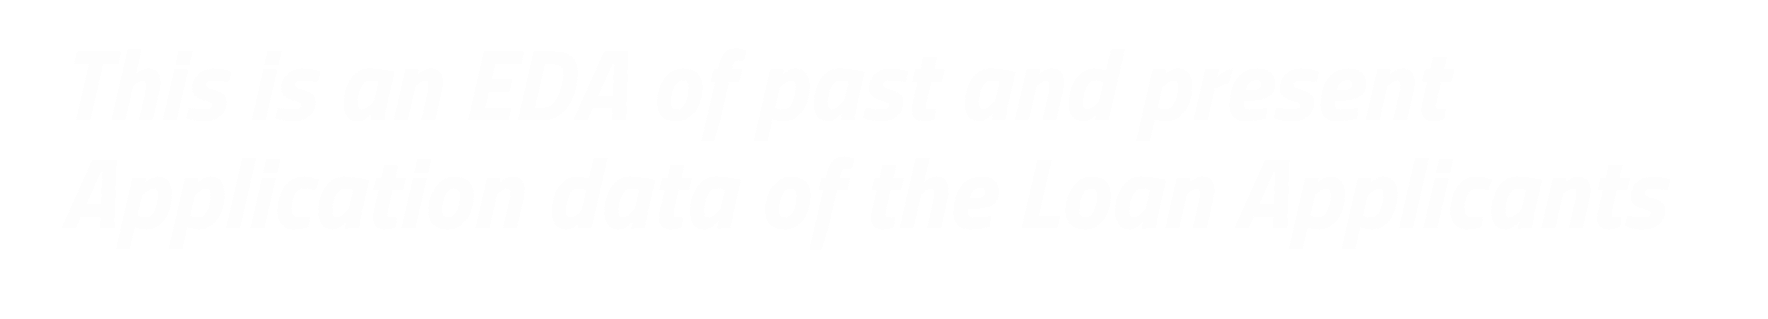 This is an EDA of past and present
Application data of the Loan Applicants